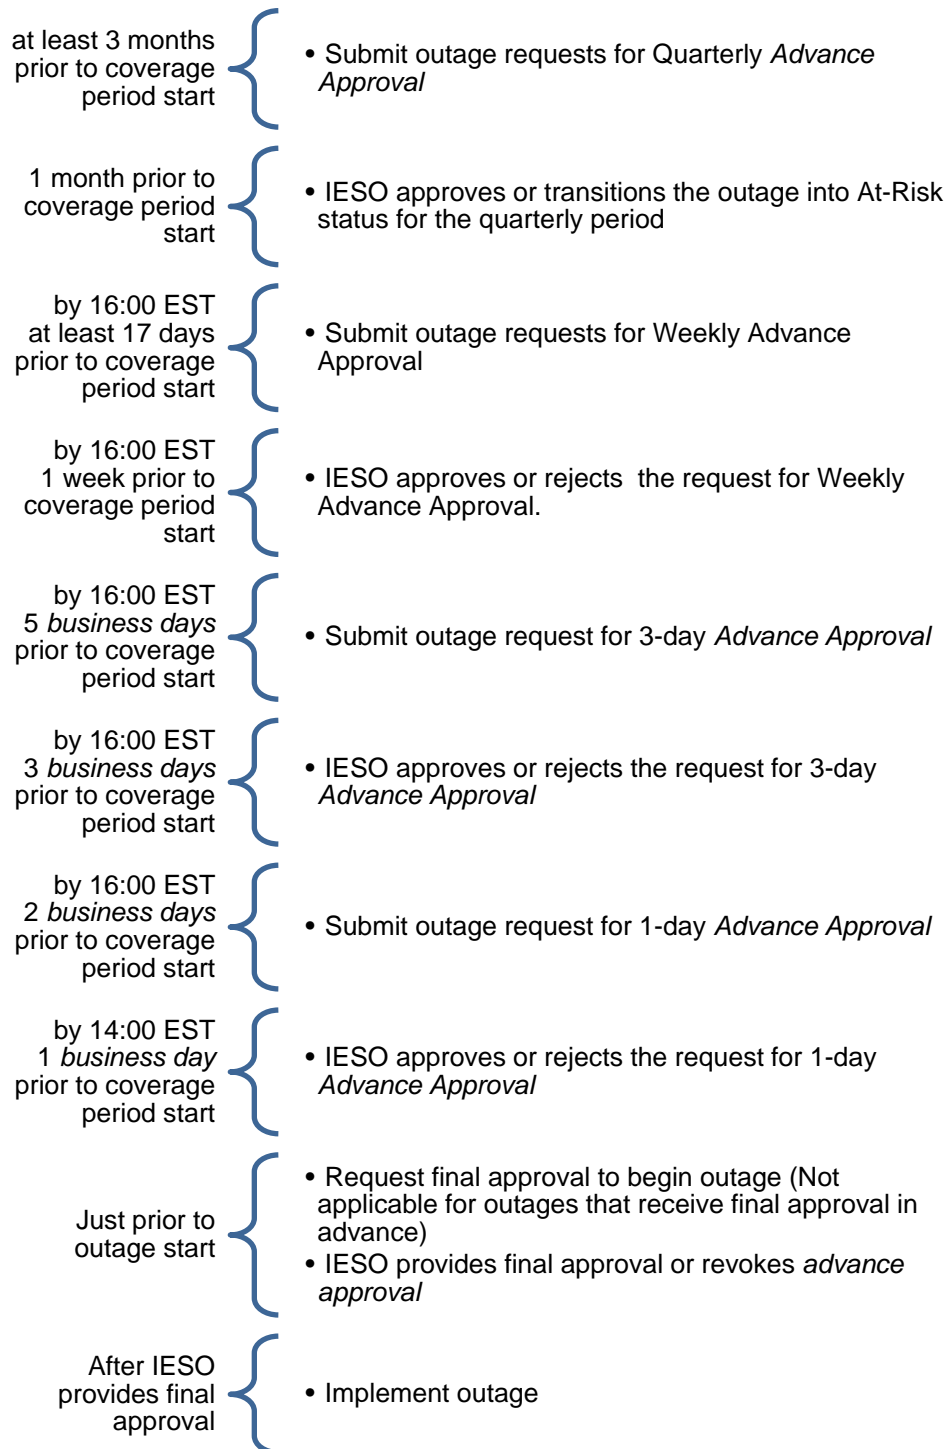 at least 3 months
prior to coverage
period start
• Submit outage requests for Quarterly Advance
Approval
1 month prior to
coverage period
start
• IESO approves or transitions the outage into At-Risk
status for the quarterly period
by 16:00 EST
at least 17 days
prior to coverage
period start
• Submit outage requests for Weekly Advance
Approval
by 16:00 EST
1 week prior to
coverage period
start
• IESO approves or rejects  the request for Weekly
Advance Approval.
by 16:00 EST
5 business days
prior to coverage
period start
• Submit outage request for 3-day Advance Approval
by 16:00 EST
3 business days
prior to coverage
period start
• IESO approves or rejects the request for 3-day
Advance Approval
by 16:00 EST
2 business days
prior to coverage
period start
• Submit outage request for 1-day Advance Approval
by 14:00 EST
1 business day
prior to coverage
period start
• IESO approves or rejects the request for 1-day
Advance Approval
Just prior to
outage start
• Request final approval to begin outage (Not
applicable for outages that receive final approval in
advance)
• IESO provides final approval or revokes advance
approval
After IESO
provides final
approval
• Implement outage